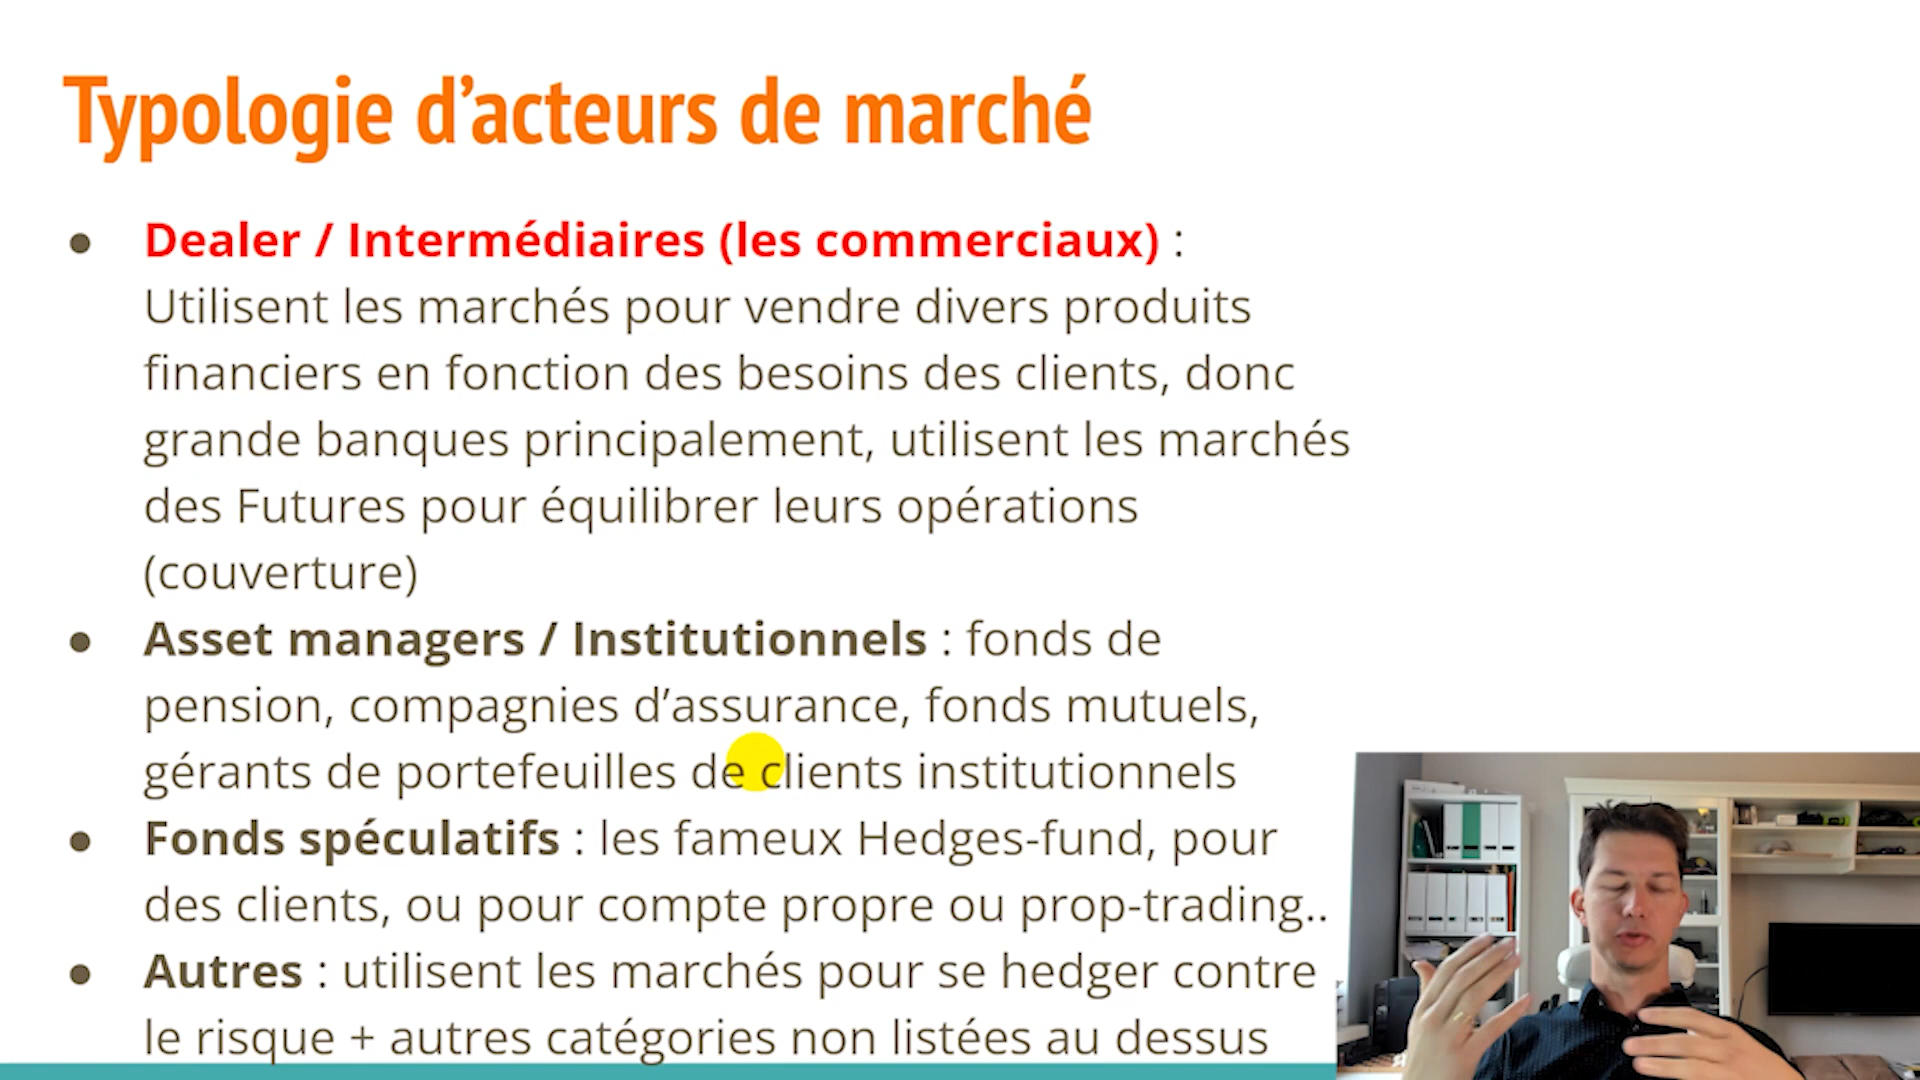 Typologie d’acteurs de marché
● Dealer / Intermédiaires (les commerciaux) :
Utilisent les marchés pour vendre divers produits
financiers en fonction des besoins des clients, donc
grande banques principalement, utilisent les marchés
des Futures pour équilibrer leurs opérations
(couverture)
● Asset managers / Institutionnels : fonds de
pension, compagnies d’assurance, fonds mutuels,
gérants de portefeuilles de clients institutionnels
● Fonds spéculatifs : les fameux Hedges-fund, pour
des clients, ou pour compte propre ou prop-trading..
● Autres : utilisent les marchés pour se hedger contre
le risque + autres catégories non listées au dessus